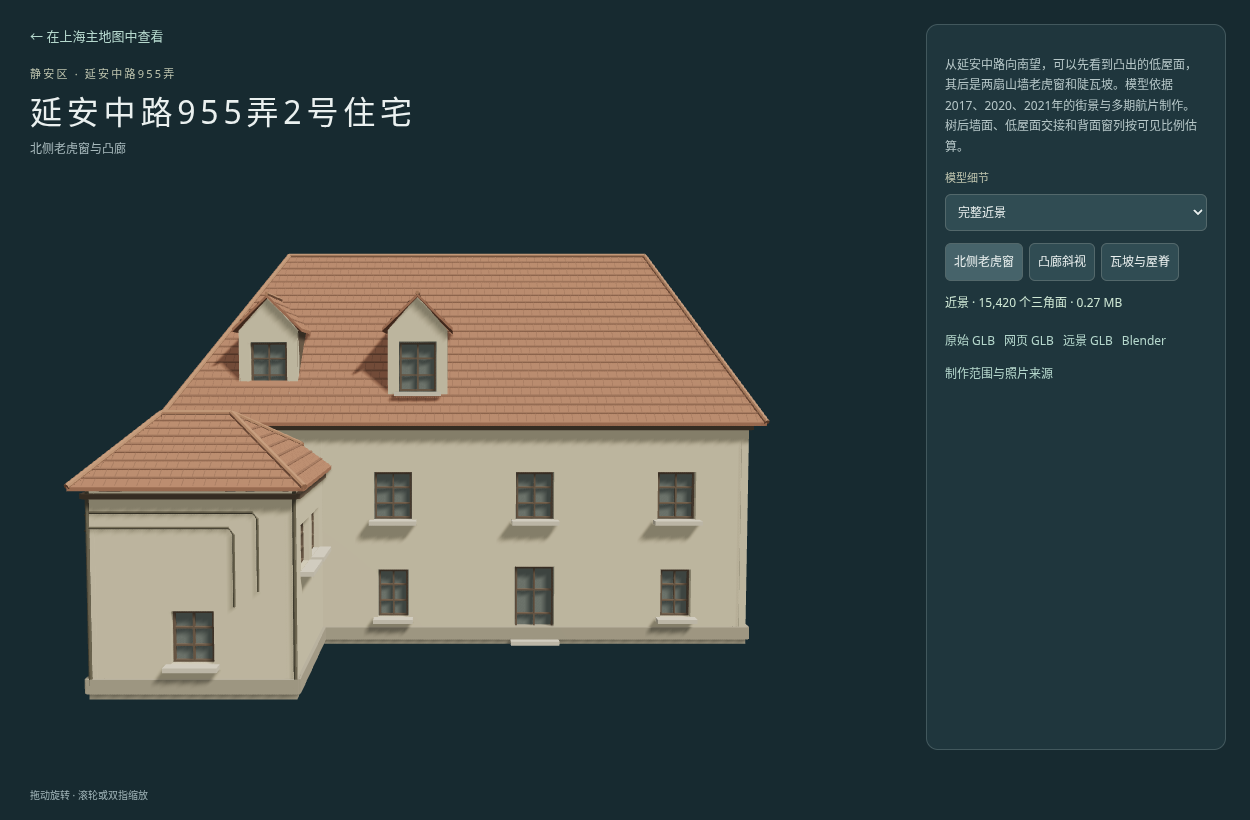 ← 在上海主地图中查看
静安区 · 延安中路955弄
延安中路955弄2号住宅
北侧老虎窗与凸廊
从延安中路向南望，可以先看到凸出的低屋面，
其后是两扇山墙老虎窗和陡瓦坡。模型依据
2017、2020、2021年的街景与多期航片制作。
树后墙面、低屋面交接和背面窗列按可见比例估
算。
模型细节
完整近景
北侧老虎窗 凸廊斜视 瓦坡与屋脊
近景 · 15,420 个三角面 · 0.27 MB
原始 GLB 网页 GLB 远景 GLB Blender
制作范围与照片来源
拖动旋转 · 滚轮或双指缩放